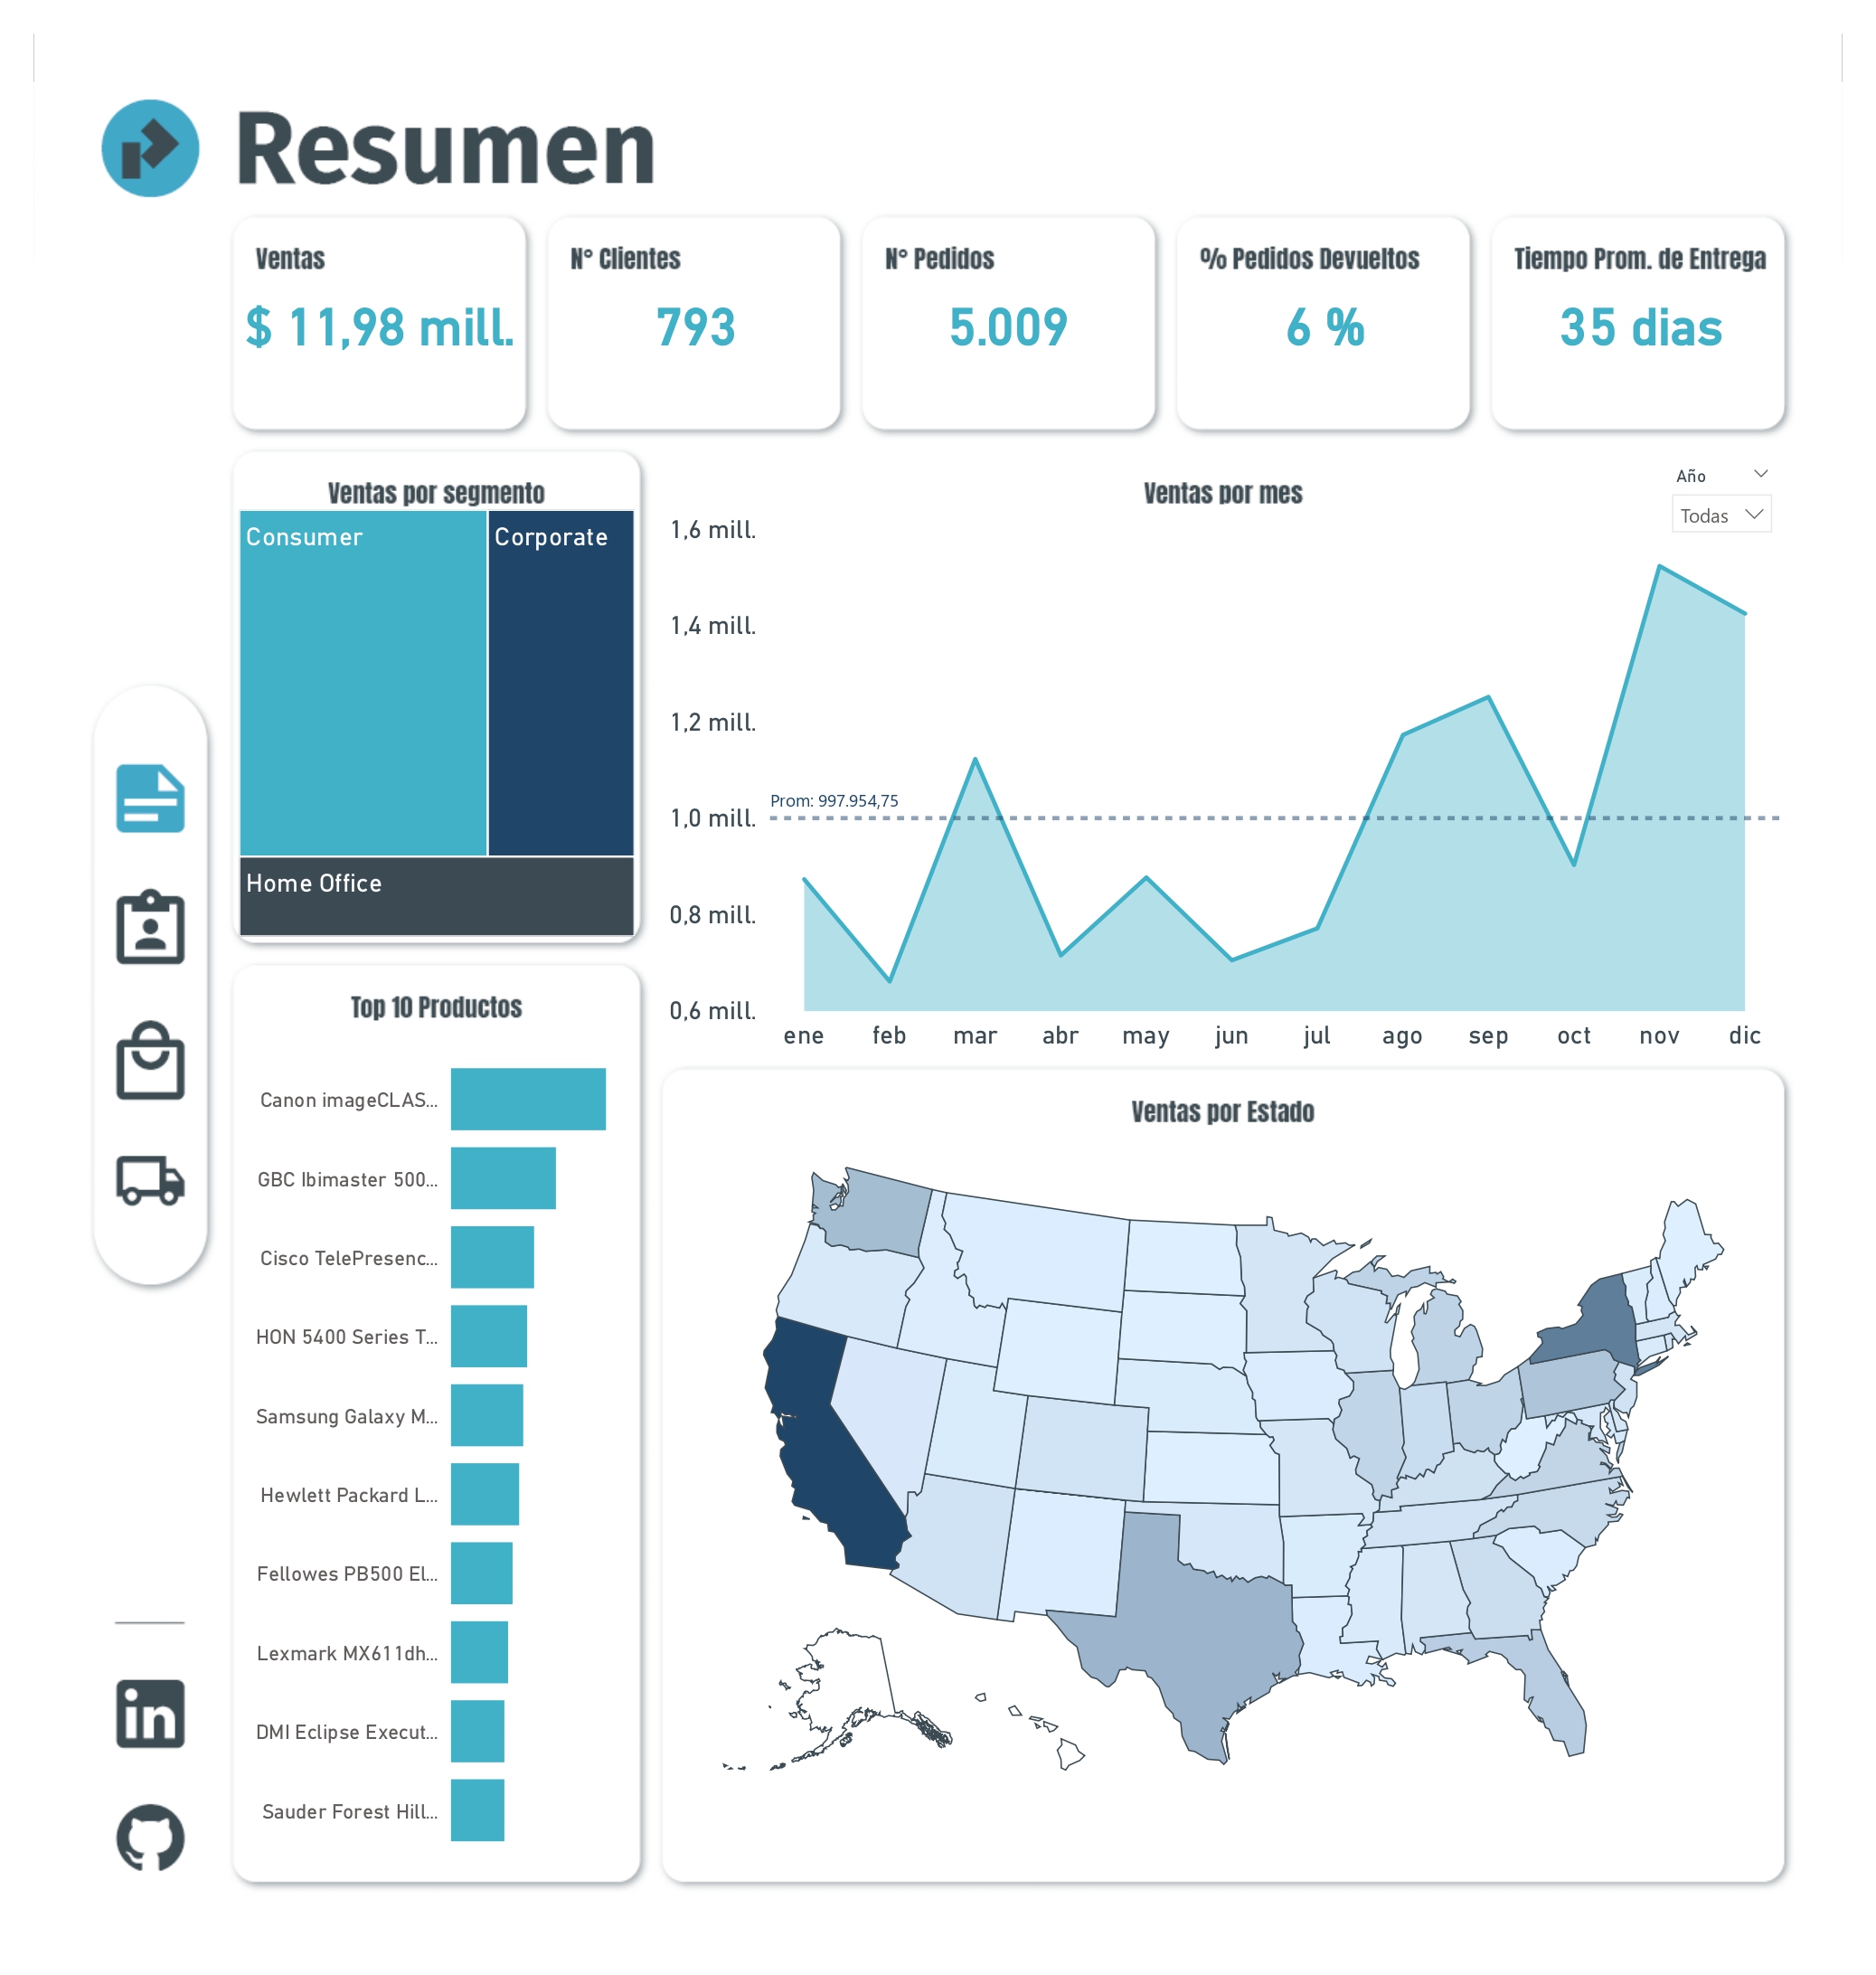 Resumen
Ventas
$ 11,98 mill.
N° Clientes
793
N° Pedidos
5.009
% Pedidos Devueltos
6 %
Tiempo Prom. de Entrega
35 dias
Ventas por segmento
Consumer
Corporate
Home Office
Ventas por mes
Año
Todas
1,6 mill.
1,4 mill.
1,2 mill.
1,0 mill.
0,8 mill.
0,6 mill.
Prom: 997.954,75
ene feb mar abr may jun jul ago sep oct nov dic
Top 10 Productos
Canon imageCLAS...
GBC Ibimaster 500...
Cisco TelePresenc...
HON 5400 Series T...
Samsung Galaxy M...
Hewlett Packard L...
Fellowes PB500 El...
Lexmark MX611dh...
DMI Eclipse Execut...
Sauder Forest Hill...
Ventas por Estado
in